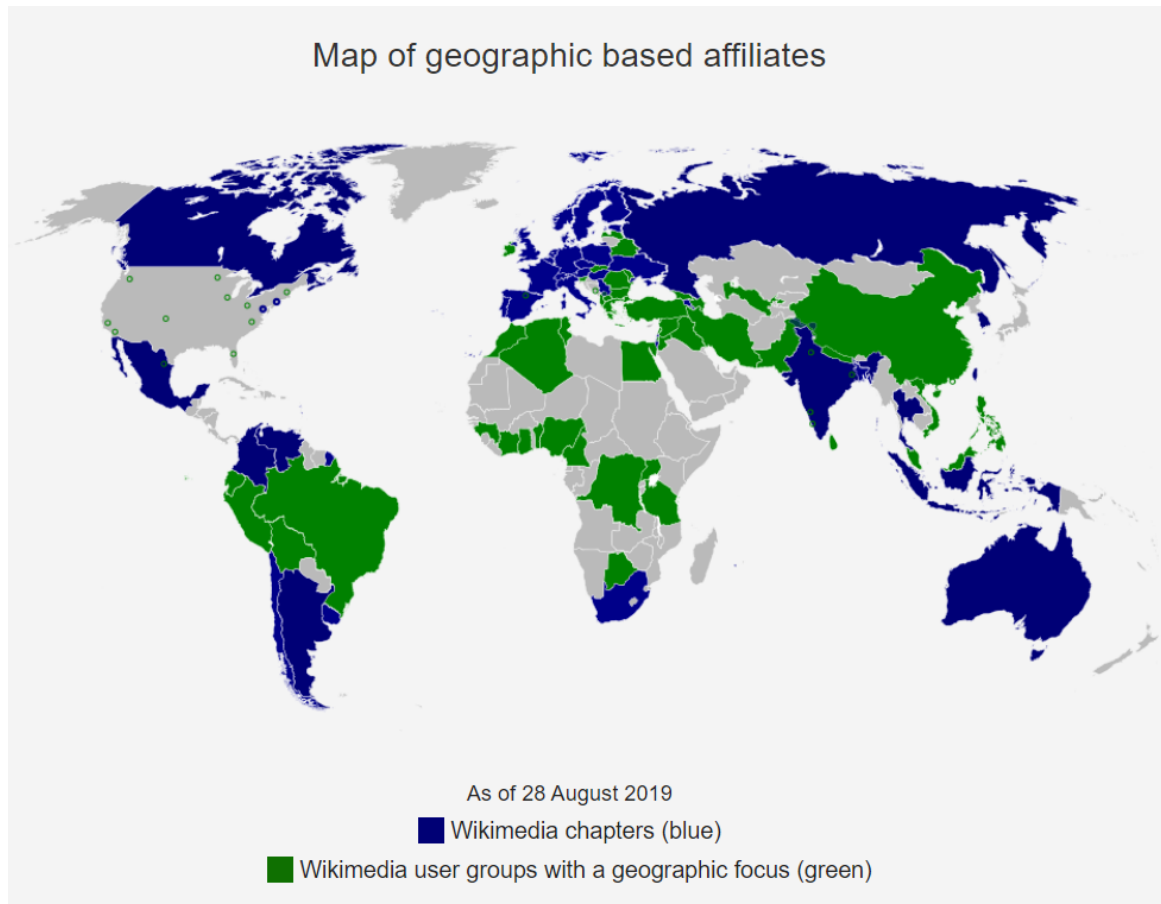 Map of geographic based affiliates
As of 28 August 2019
Wikimedia chapters (blue)
Wikimedia user groups with a geographic focus (green)